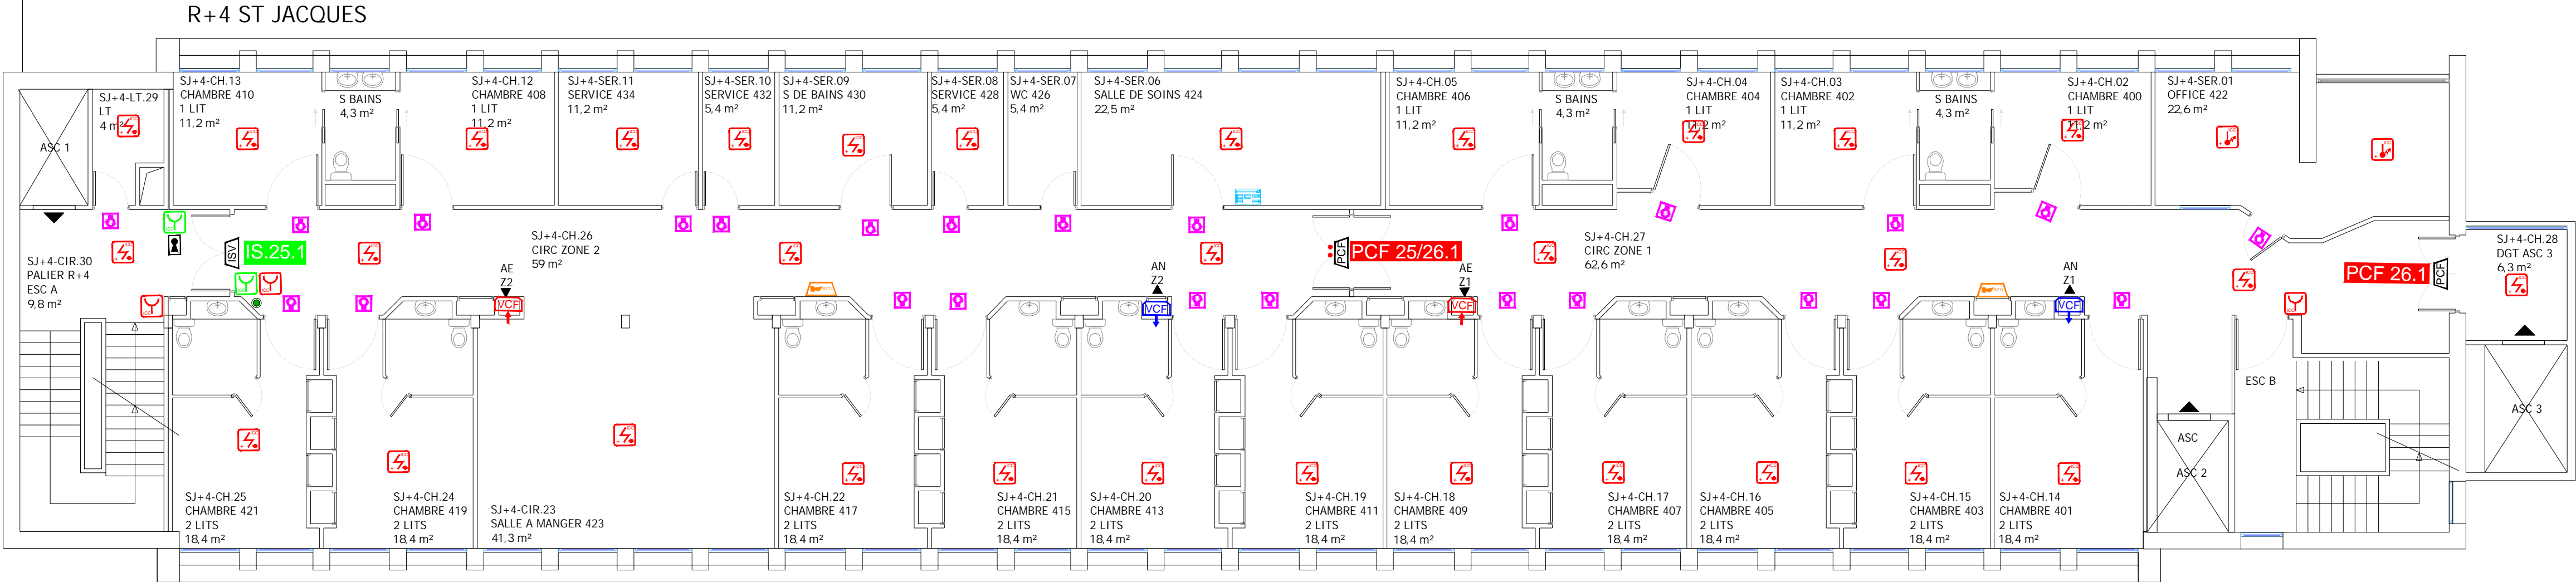 R+4 ST JACQUES
SJ+4-LT.29
LT
4 m²
ASC 1
SJ+4-CH.13
CHAMBRE 410
1 LIT
11,2 m²
S BAINS
4,3 m²
SJ+4-CH.12
CHAMBRE 408
1 LIT
11,2 m²
SJ+4-SER.11
SERVICE 434
11,2 m²
SJ+4-SER.10
SERVICE 432
5,4 m²
SJ+4-SER.09
S DE BAINS 430
11,2 m²
SJ+4-SER.08
SERVICE 428
5,4 m²
SJ+4-SER.07
WC 426
5,4 m²
SJ+4-SER.06
SALLE DE SOINS 424
22,5 m²
SJ+4-CH.05
CHAMBRE 406
1 LIT
11,2 m²
S BAINS
4,3 m²
SJ+4-CH.04
CHAMBRE 404
1 LIT
11,2 m²
SJ+4-CH.03
CHAMBRE 402
1 LIT
11,2 m²
S BAINS
4,3 m²
SJ+4-CH.02
CHAMBRE 400
1 LIT
11,2 m²
SJ+4-SER.01
OFFICE 422
22,6 m²
SJ+4-CIR.30
PALIER R+4
ESC A
9,8 m²
ISV
IS.25.1
SJ+4-CH.26
CIRC ZONE 2
59 m²
AE
Z2
VCF
AN
Z2
VCF
PCF
PCF 25/26.1
AE
Z1
VCF
SJ+4-CH.27
CIRC ZONE 1
62,6 m²
AN
Z1
VCF
PCF 26.1
PCF
SJ+4-CH.28
DGT ASC 3
6,3 m²
SJ+4-CH.25
CHAMBRE 421
2 LITS
18,4 m²
SJ+4-CH.24
CHAMBRE 419
2 LITS
18,4 m²
SJ+4-CIR.23
SALLE A MANGER 423
41,3 m²
SJ+4-CH.22
CHAMBRE 417
2 LITS
18,4 m²
SJ+4-CH.21
CHAMBRE 415
2 LITS
18,4 m²
SJ+4-CH.20
CHAMBRE 413
2 LITS
18,4 m²
SJ+4-CH.19
CHAMBRE 411
2 LITS
18,4 m²
SJ+4-CH.18
CHAMBRE 409
2 LITS
18,4 m²
SJ+4-CH.17
CHAMBRE 407
2 LITS
18,4 m²
SJ+4-CH.16
CHAMBRE 405
2 LITS
18,4 m²
SJ+4-CH.15
CHAMBRE 403
2 LITS
18,4 m²
SJ+4-CH.14
CHAMBRE 401
2 LITS
18,4 m²
ASC
ASC 2
ESC B
ASC 3